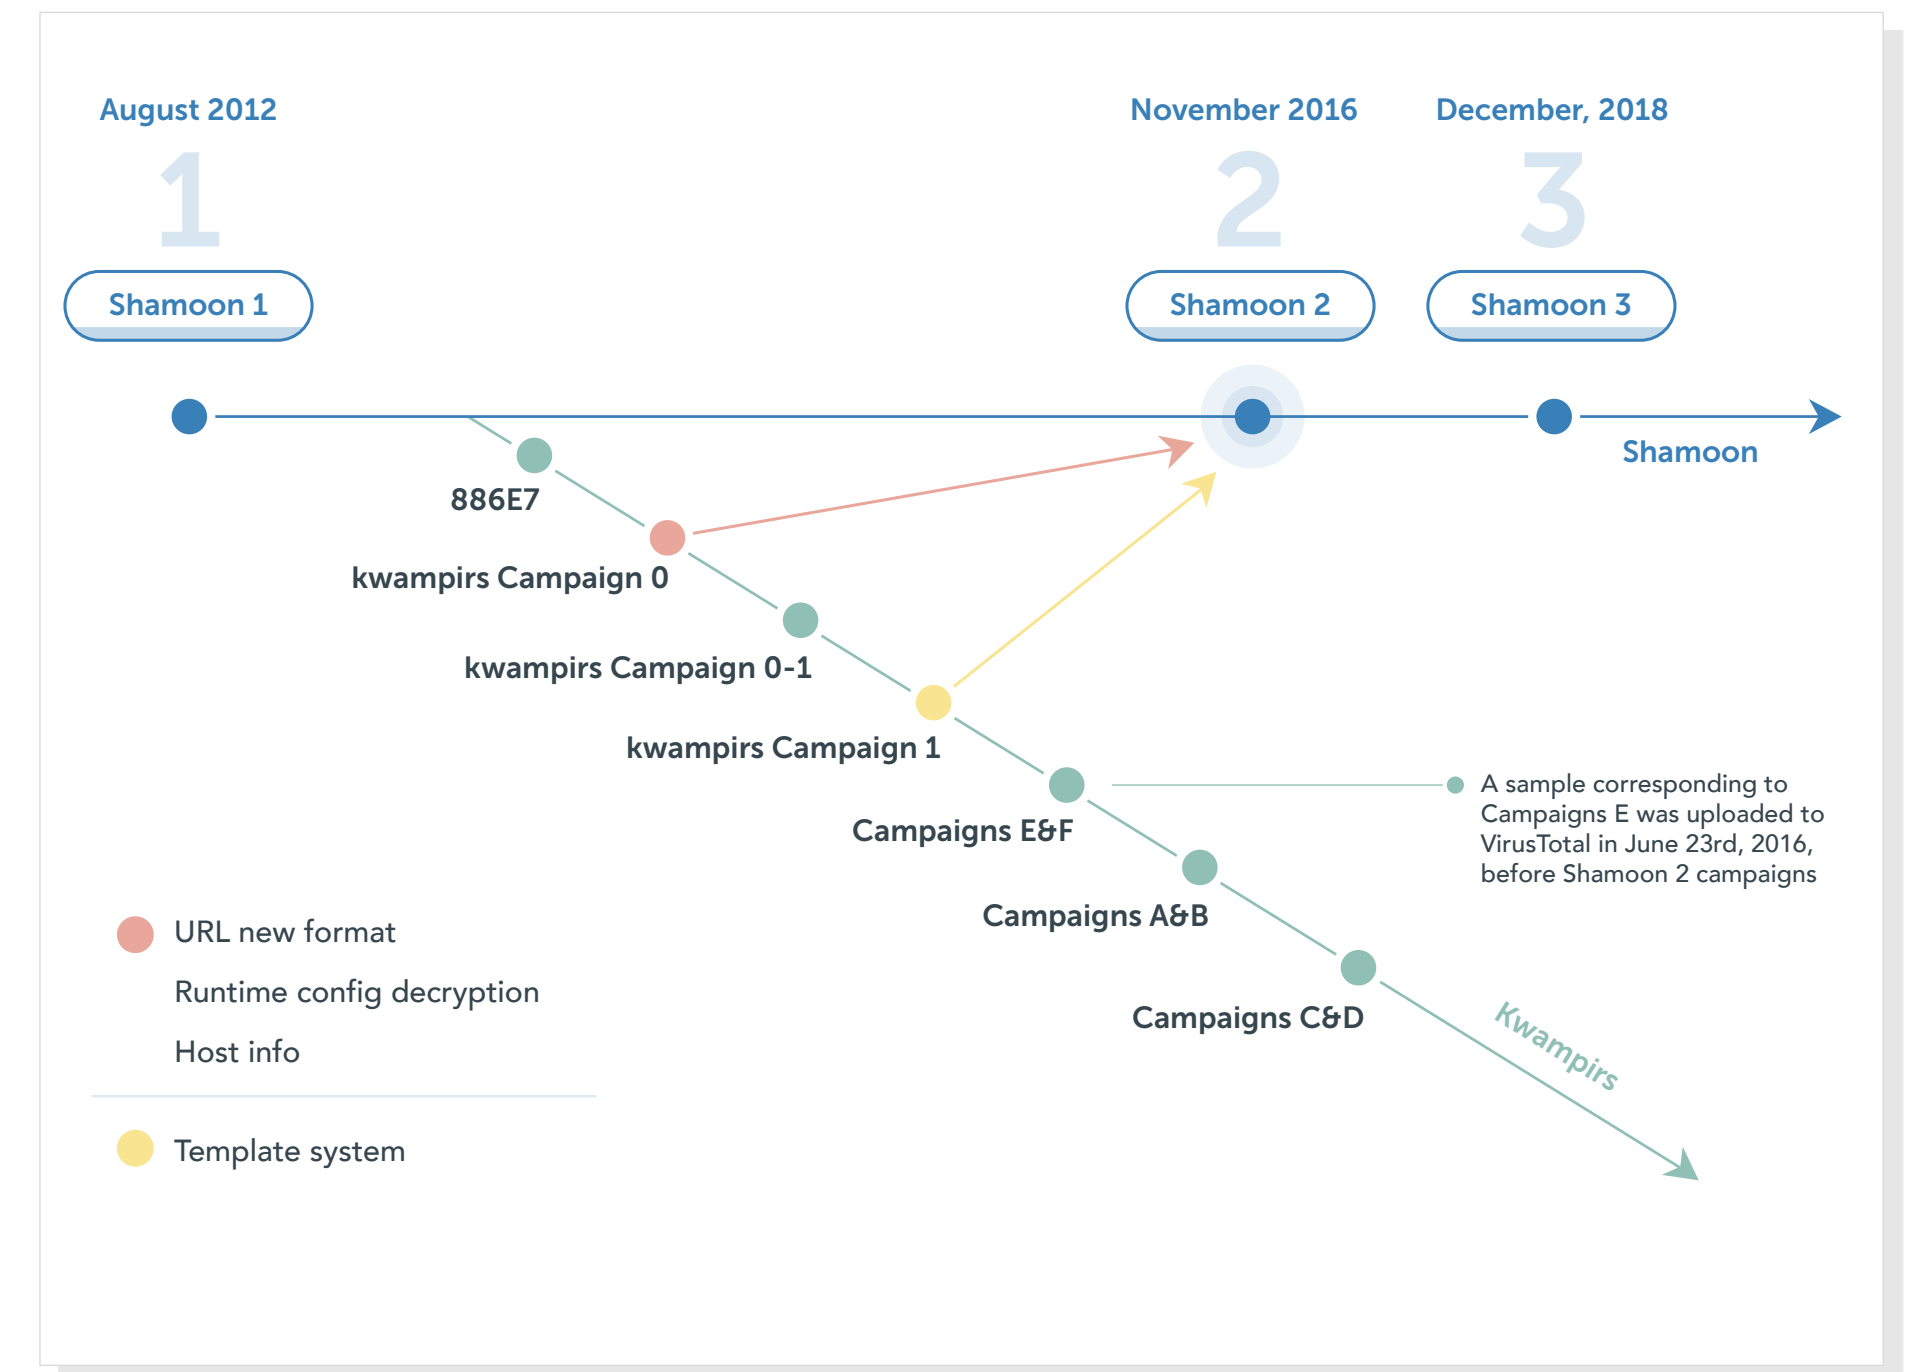 August 2012
November 2016
December, 2018
1
2
3
Shamoon 1
Shamoon 2
Shamoon 3
Shamoon
886E7
kwampirs Campaign 0
kwampirs Campaign 0-1
kwampirs Campaign 1
A sample corresponding to
Campaigns E was uploaded to
VirusTotal in June 23rd, 2016,
before Shamoon 2 campaigns
Campaigns E&F
Campaigns A&B
Campaigns C&D
Kwampirs
URL new format
Runtime config decryption
Host info
Template system